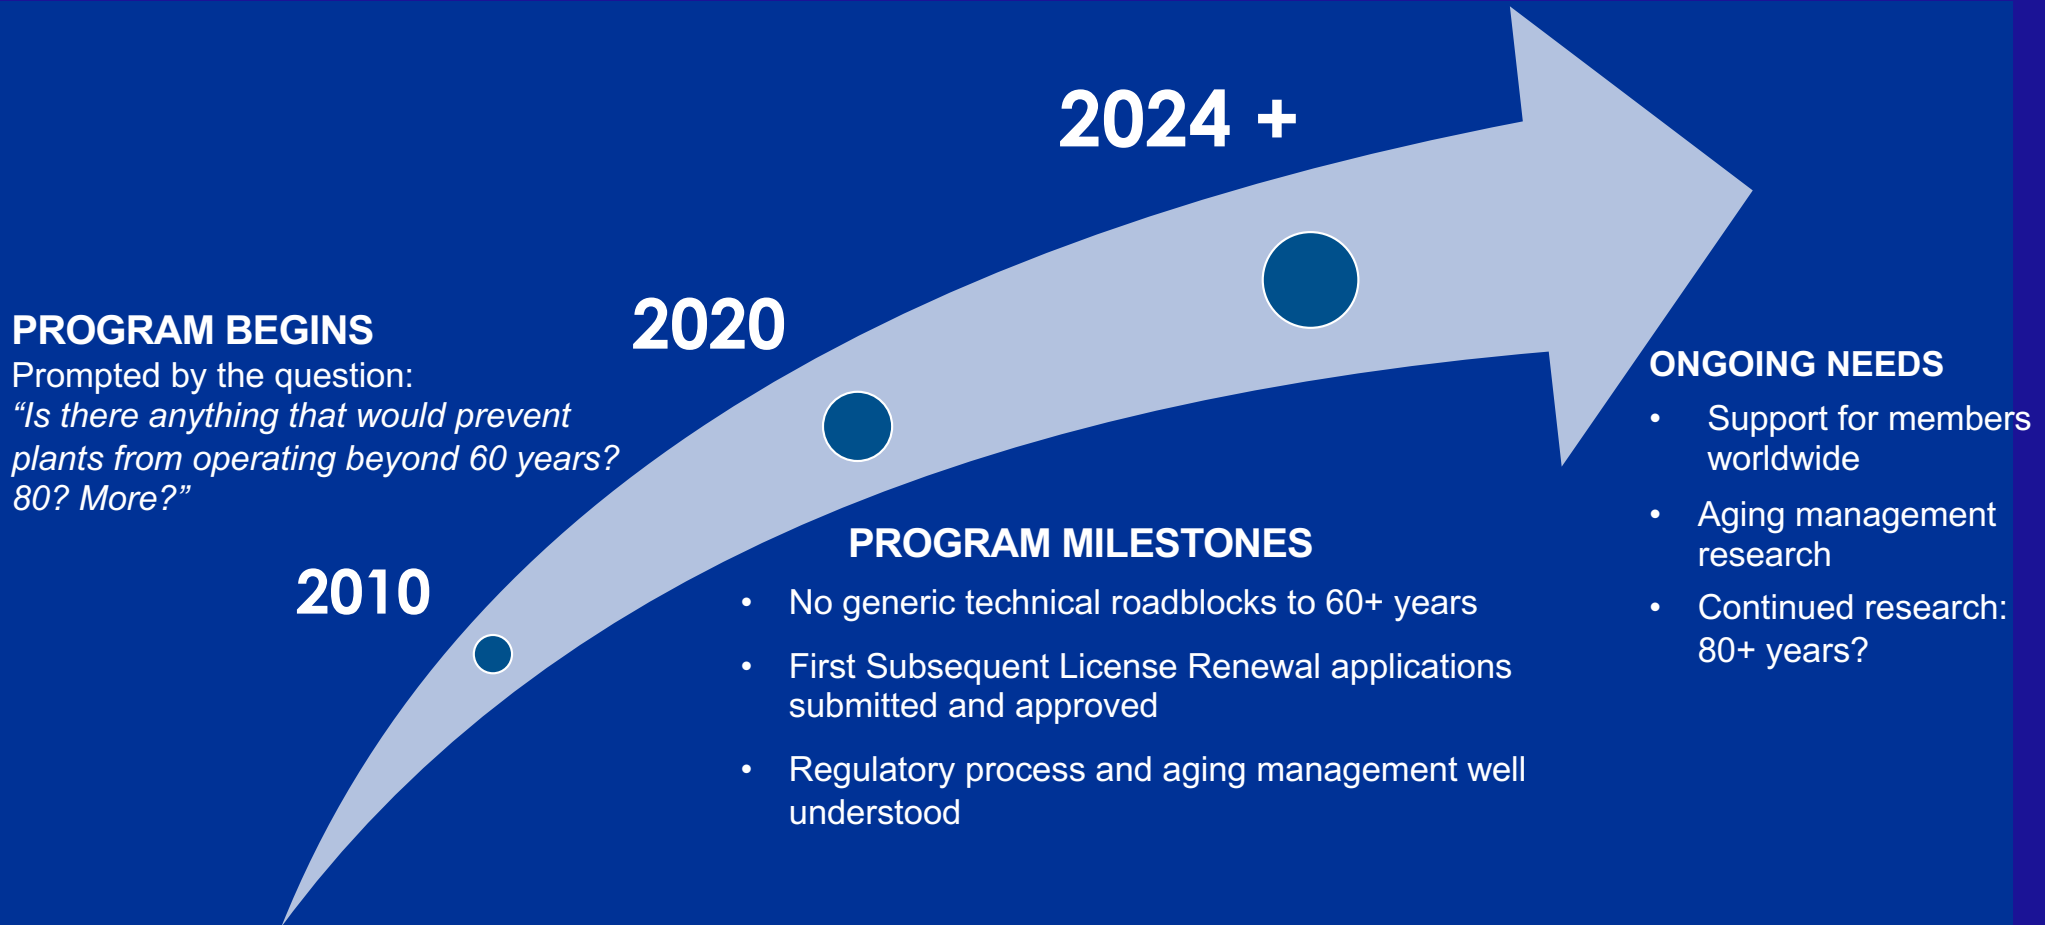 2024 +
2020
PROGRAM BEGINS
Prompted by the question:
“Is there anything that would prevent
plants from operating beyond 60 years?
80? More?”
2010
PROGRAM MILESTONES
• No generic technical roadblocks to 60+ years
• First Subsequent License Renewal applications
submitted and approved
• Regulatory process and aging management well
understood
ONGOING NEEDS
• Support for members
worldwide
• Aging management
research
• Continued research:
80+ years?